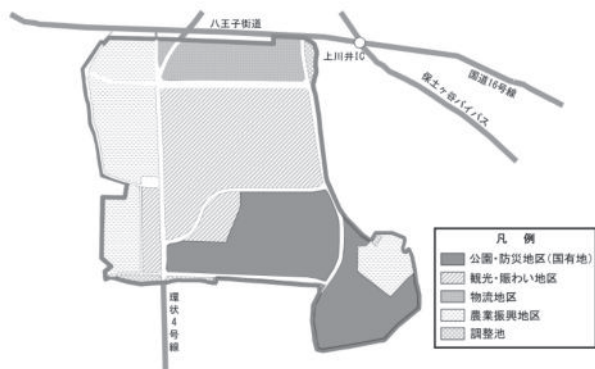 八王子街道
上川井IC
国道16号線
保土ヶ谷バイパス
環状4号線
凡 例
公園・防災地区(国有地)
観光・賑わい地区
物流地区
農業振興地区
調整池